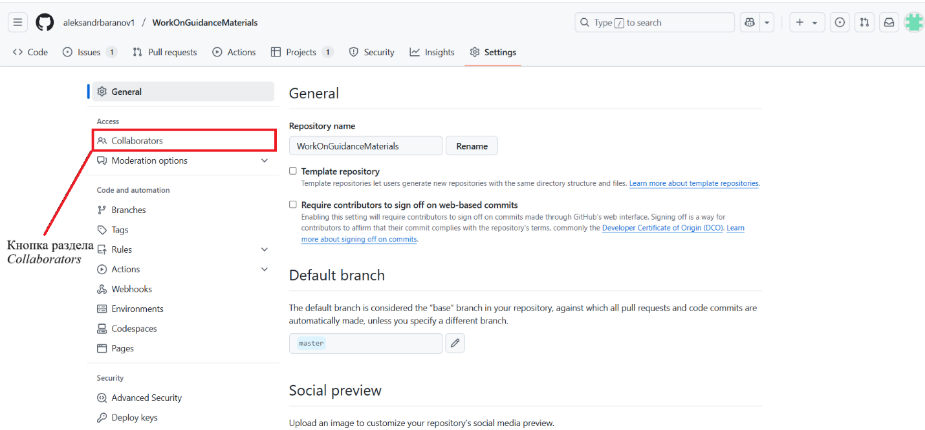 aleksandrbaranov1 / WorkOnGuidanceMaterials
Type / to search
Code Issues 1 Pull requests Actions Projects 1 Security Insights Settings
General
Access
Collaborators
Moderation options
Code and automation
Branches
Tags
Rules
Actions
Webhooks
Environments
Codespaces
Pages
Security
Advanced Security
Deploy keys
Кнопка раздела
Collaborators
General
Repository name
WorkOnGuidanceMaterials Rename
Template repository
Template repositories let users generate new repositories with the same directory structure and files. Learn more about template repositories.
Require contributors to sign off on web-based commits
Enabling this setting will require contributors to sign off on commits made through GitHub's web interface. Signing off is a way for
contributors to affirm that their commit complies with the repository's terms, commonly the Developer Certificate of Origin (DCO). Learn
more about signing off on commits.
Default branch
The default branch is considered the "base" branch in your repository, against which all pull requests and code commits are
automatically made, unless you specify a different branch.
master
Social preview
Upload an image to customize your repository's social media preview.